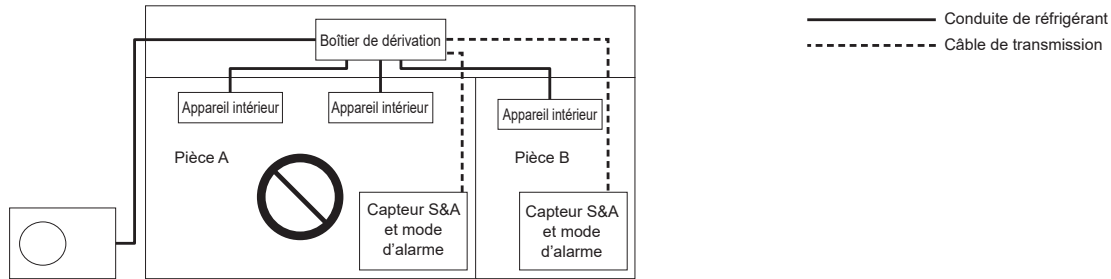 Boîtier de dérivation
Conduite de réfrigérant
Câble de transmission
Appareil intérieur
Appareil intérieur
Appareil intérieur
Pièce A
Pièce B
Capteur S&A
et mode
d'alarme
Capteur S&A
et mode
d'alarme